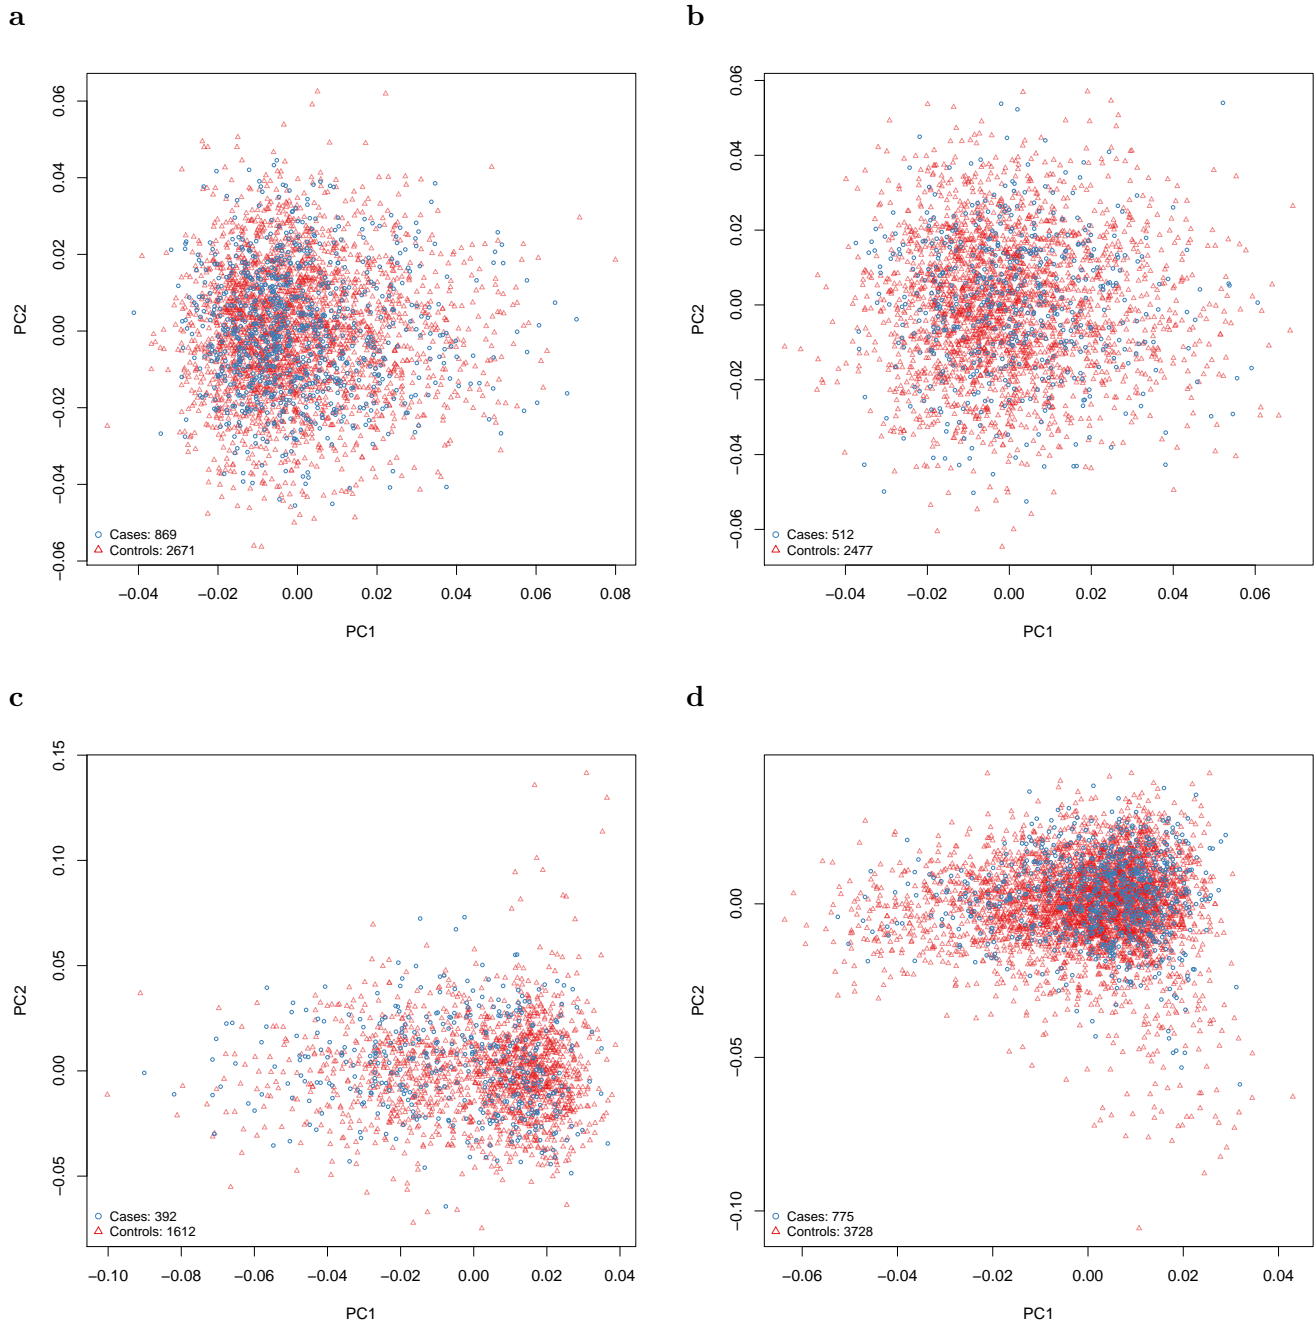 a
0.06
0.04
0.02
0.00
−0.02
−0.04
−0.06
PC2
Cases: 869
Controls: 2671
−0.04 −0.02 0.00 0.02 0.04 0.06 0.08
PC1
b
0.06
0.04
0.02
0.00
−0.02
−0.04
−0.06
PC2
Cases: 512
Controls: 2477
−0.04 −0.02 0.00 0.02 0.04 0.06
PC1
c
0.15
0.10
0.05
0.00
−0.05
PC2
Cases: 392
Controls: 1612
−0.10 −0.08 −0.06 −0.04 −0.02 0.00 0.02 0.04
PC1
d
0.00
−0.05
−0.10
PC2
Cases: 775
Controls: 3728
−0.06 −0.04 −0.02 0.00 0.02 0.04
PC1